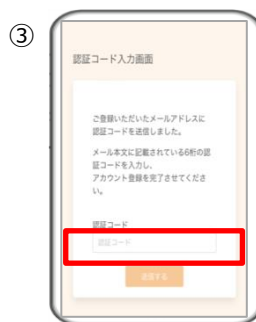 ③
認証コード入力画面
ご登録いただいたメールアドレスに
認証コードを送信しました。
メール本文に記載されている6桁の認
証コードを入力し、
アカウント登録を完了させてくださ
い。
認証コード
認証コード
送信する